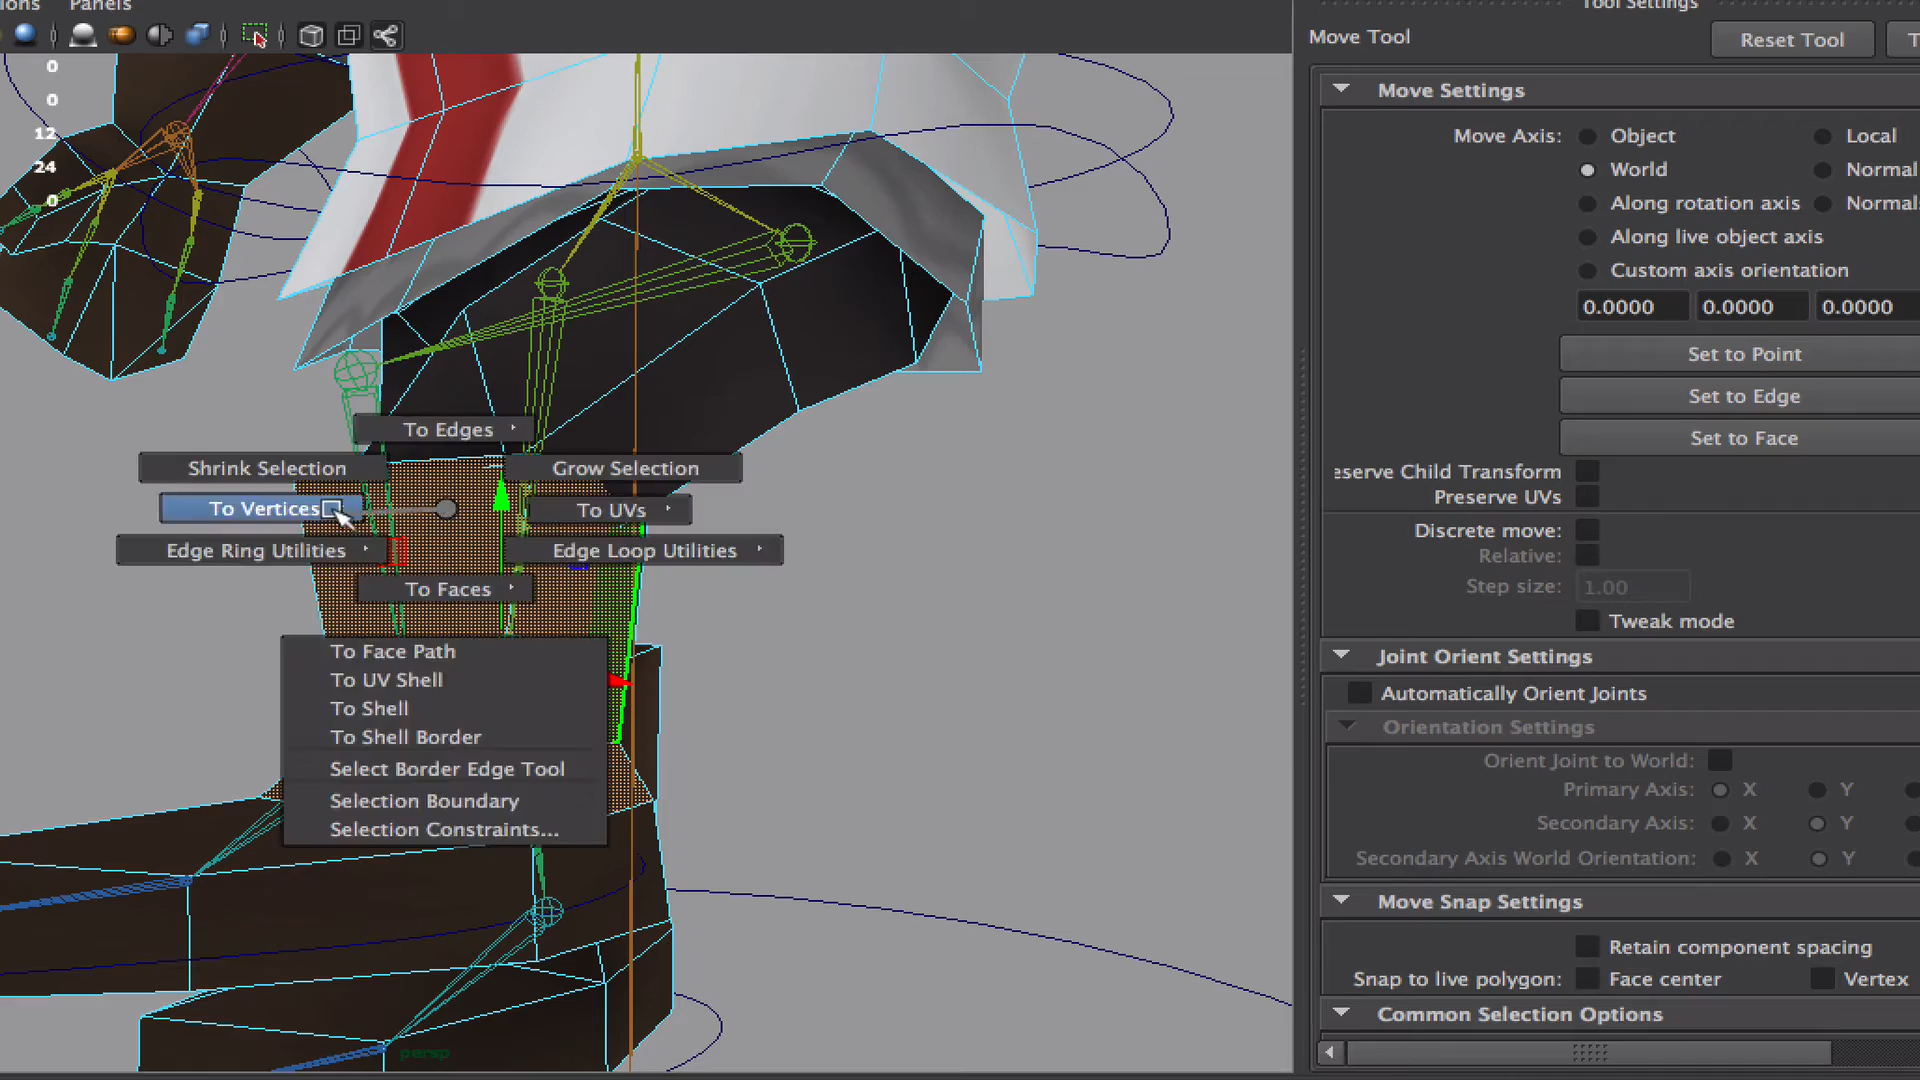 ions Panels
0
0
12
24
0
To Edges
Shrink Selection Grow Selection
To Vertices To UVs
Edge Ring Utilities Edge Loop Utilities
To Faces
To Face Path
To UV Shell
To Shell
To Shell Border
Select Border Edge Tool
Selection Boundary
Selection Constraints...
persp
Tool Settings
Move Tool Reset Tool T
Move Settings
Move Axis: Object Local
World Normal
Along rotation axis Normal
Along live object axis
Custom axis orientation
0.0000 0.0000 0.0000
Set to Point
Set to Edge
Set to Face
eserve Child Transform
Preserve UVs
Discrete move:
Relative:
Step size: 1.00
Tweak mode
Joint Orient Settings
Automatically Orient Joints
Orientation Settings
Orient Joint to World:
Primary Axis: X Y
Secondary Axis: X Y
Secondary Axis World Orientation: X Y
Move Snap Settings
Retain component spacing
Snap to live polygon: Face center Vertex
Common Selection Options